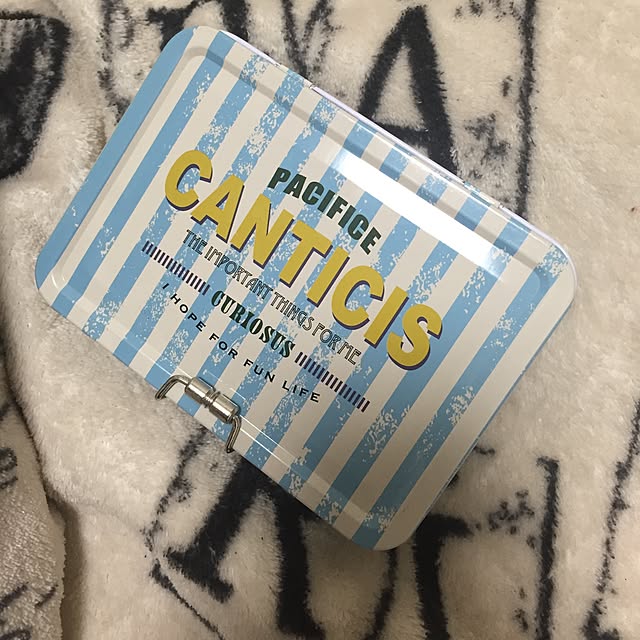 PACIFICE
CANTICIS
THE IMPORTANT THINGS FOR ME
CURIOSUS
I HOPE FOR FUN LIFE